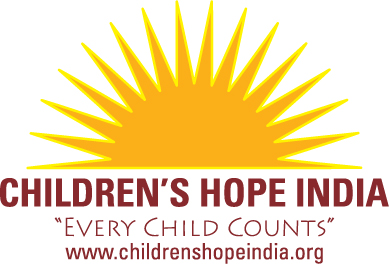 CHILDREN'S HOPE INDIA
"EVERY CHILD COUNTS"
www.childrenshopeindia.org